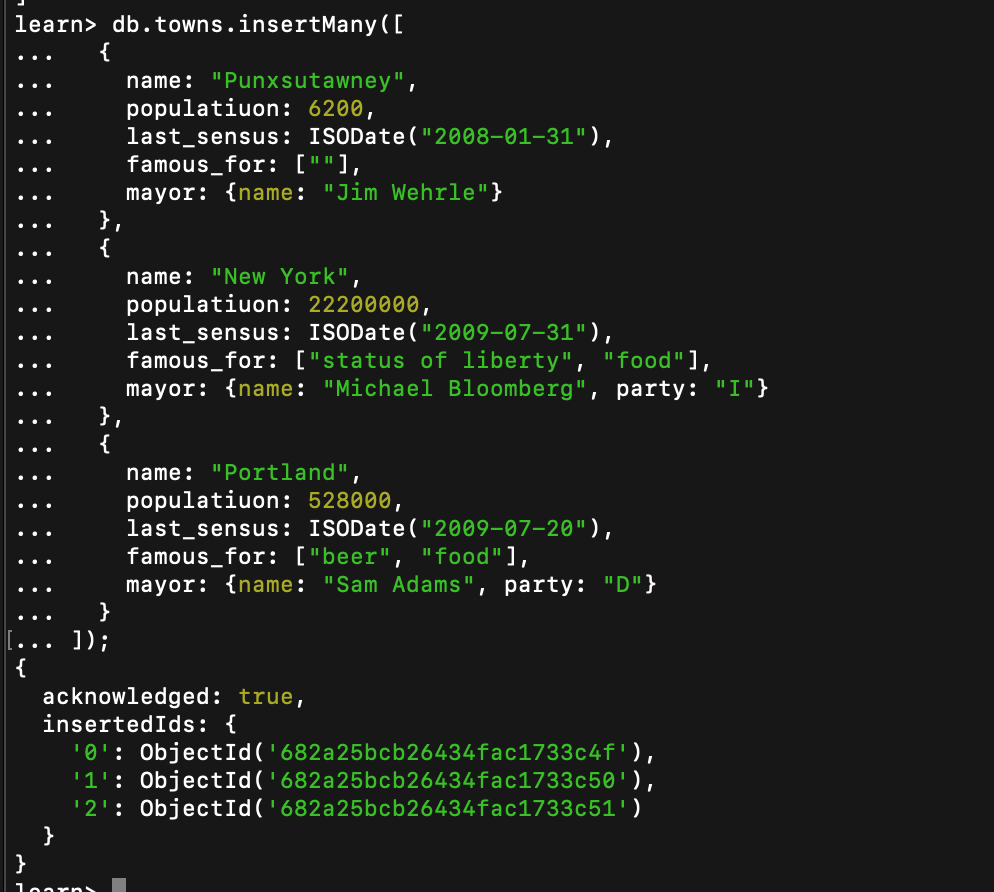 ]
learn> db.towns.insertMany([
...   {
...     name: "Punxsutawney",
...     populatiuon: 6200,
...     last_sensus: ISODate("2008-01-31"),
...     famous_for: [""],
...     mayor: {name: "Jim Wehrle"}
...   },
...   {
...     name: "New York",
...     populatiuon: 22200000,
...     last_sensus: ISODate("2009-07-31"),
...     famous_for: ["status of liberty", "food"],
...     mayor: {name: "Michael Bloomberg", party: "I"}
...   },
...   {
...     name: "Portland",
...     populatiuon: 528000,
...     last_sensus: ISODate("2009-07-20"),
...     famous_for: ["beer", "food"],
...     mayor: {name: "Sam Adams", party: "D"}
...   }
[... ]);
{
  acknowledged: true,
  insertedIds: {
    '0': ObjectId('682a25bcb26434fac1733c4f'),
    '1': ObjectId('682a25bcb26434fac1733c50'),
    '2': ObjectId('682a25bcb26434fac1733c51')
  }
}
learn>